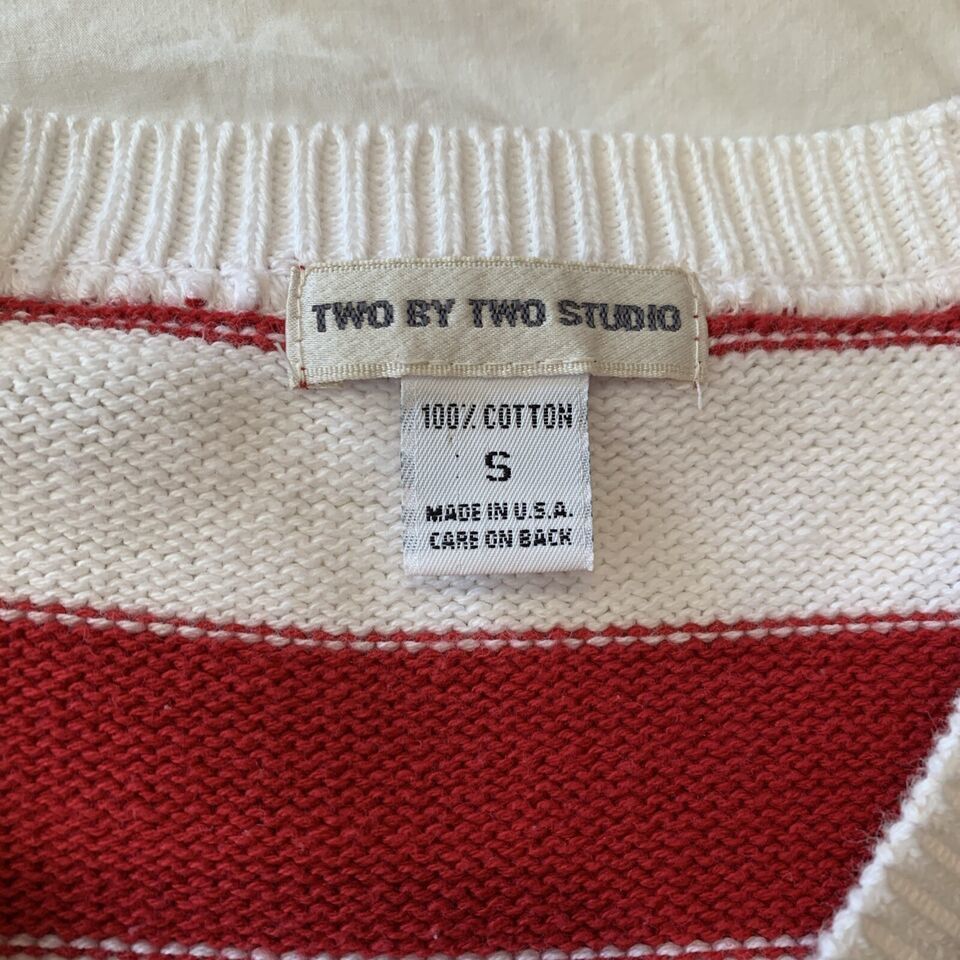 TWO BY TWO STUDIO
100% COTTON
S
MADE IN U.S.A.
CARE ON BACK